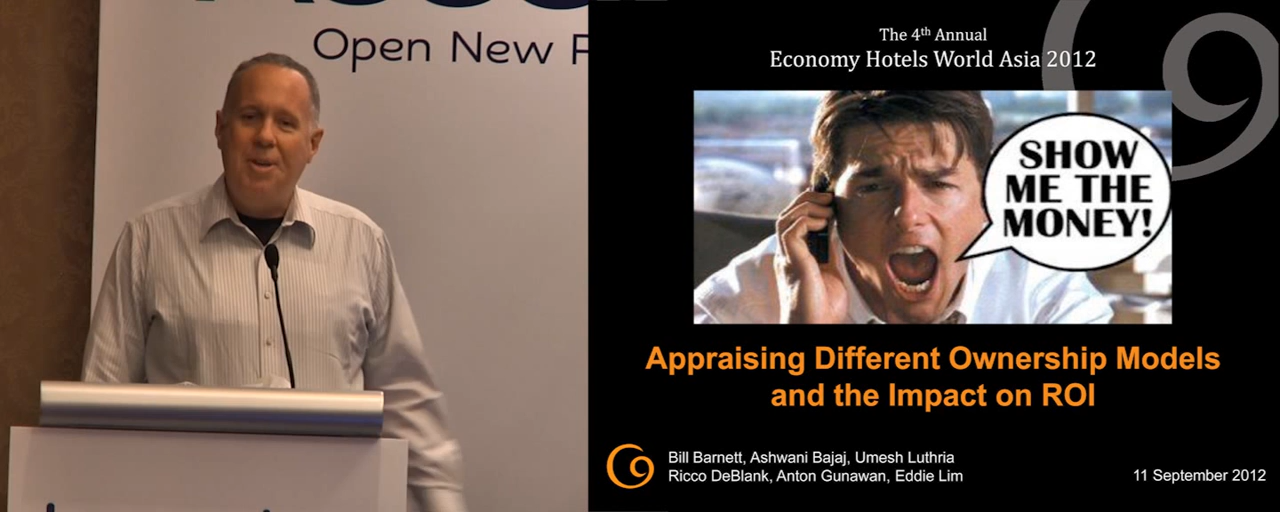 Open New F
The 4th Annual
Economy Hotels World Asia 2012
SHOW
ME THE
MONEY!
Appraising Different Ownership Models
and the Impact on ROI
Bill Barnett, Ashwani Bajaj, Umesh Luthria
Ricco DeBlank, Anton Gunawan, Eddie Lim
11 September 2012